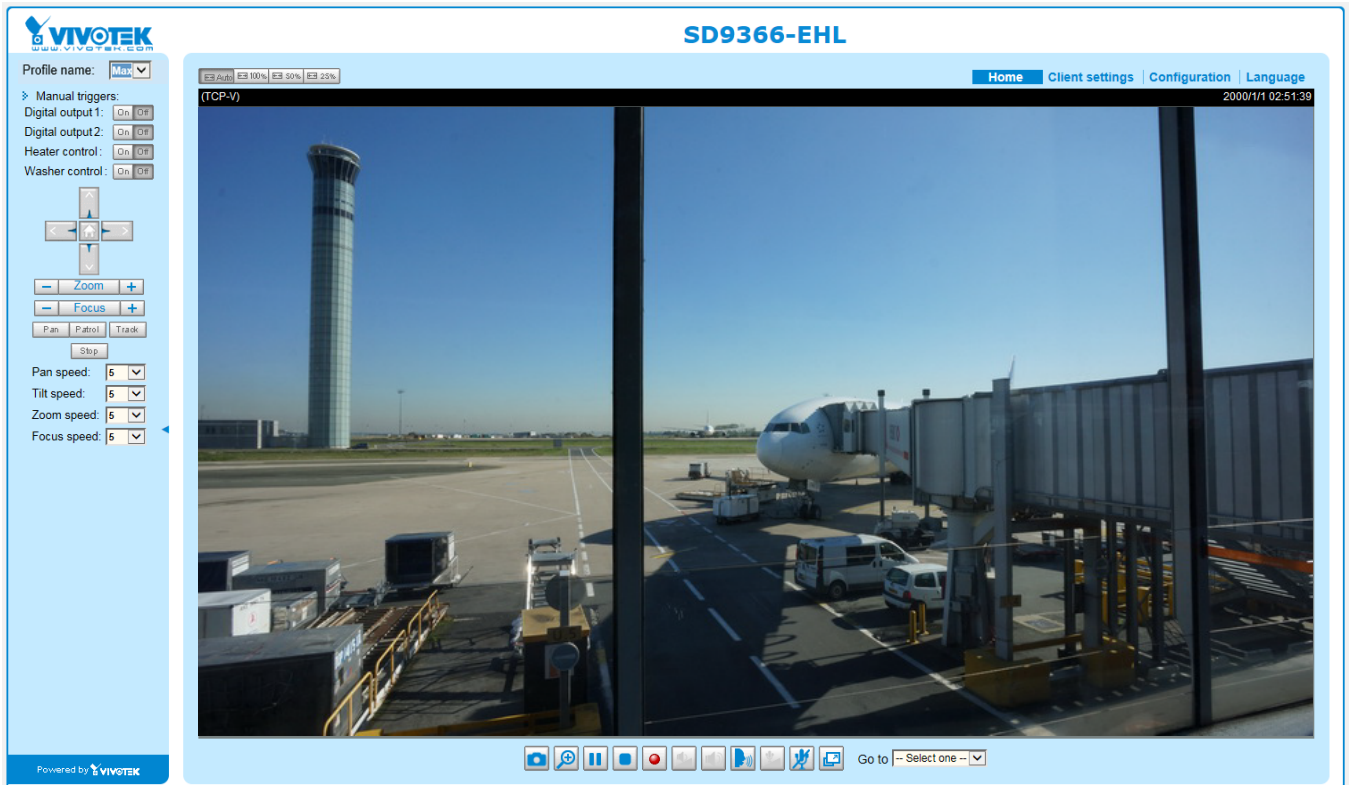 VIVOTEK
www.vivotek.com
SD9366-EHL
Profile name: Max
Manual triggers:
Digital output 1: On Off
Digital output 2: On Off
Heater control: On Off
Washer control: On Off
Zoom
Focus
Pan Patrol Track
Stop
Pan speed: 5
Tilt speed: 5
Zoom speed: 5
Focus speed: 5
Powered by VIVOTEK
Auto 100% 50% 25%
Home Client settings Configuration Language
(TCP-V) 2000/1/1 02:51:39
Go to -- Select one --